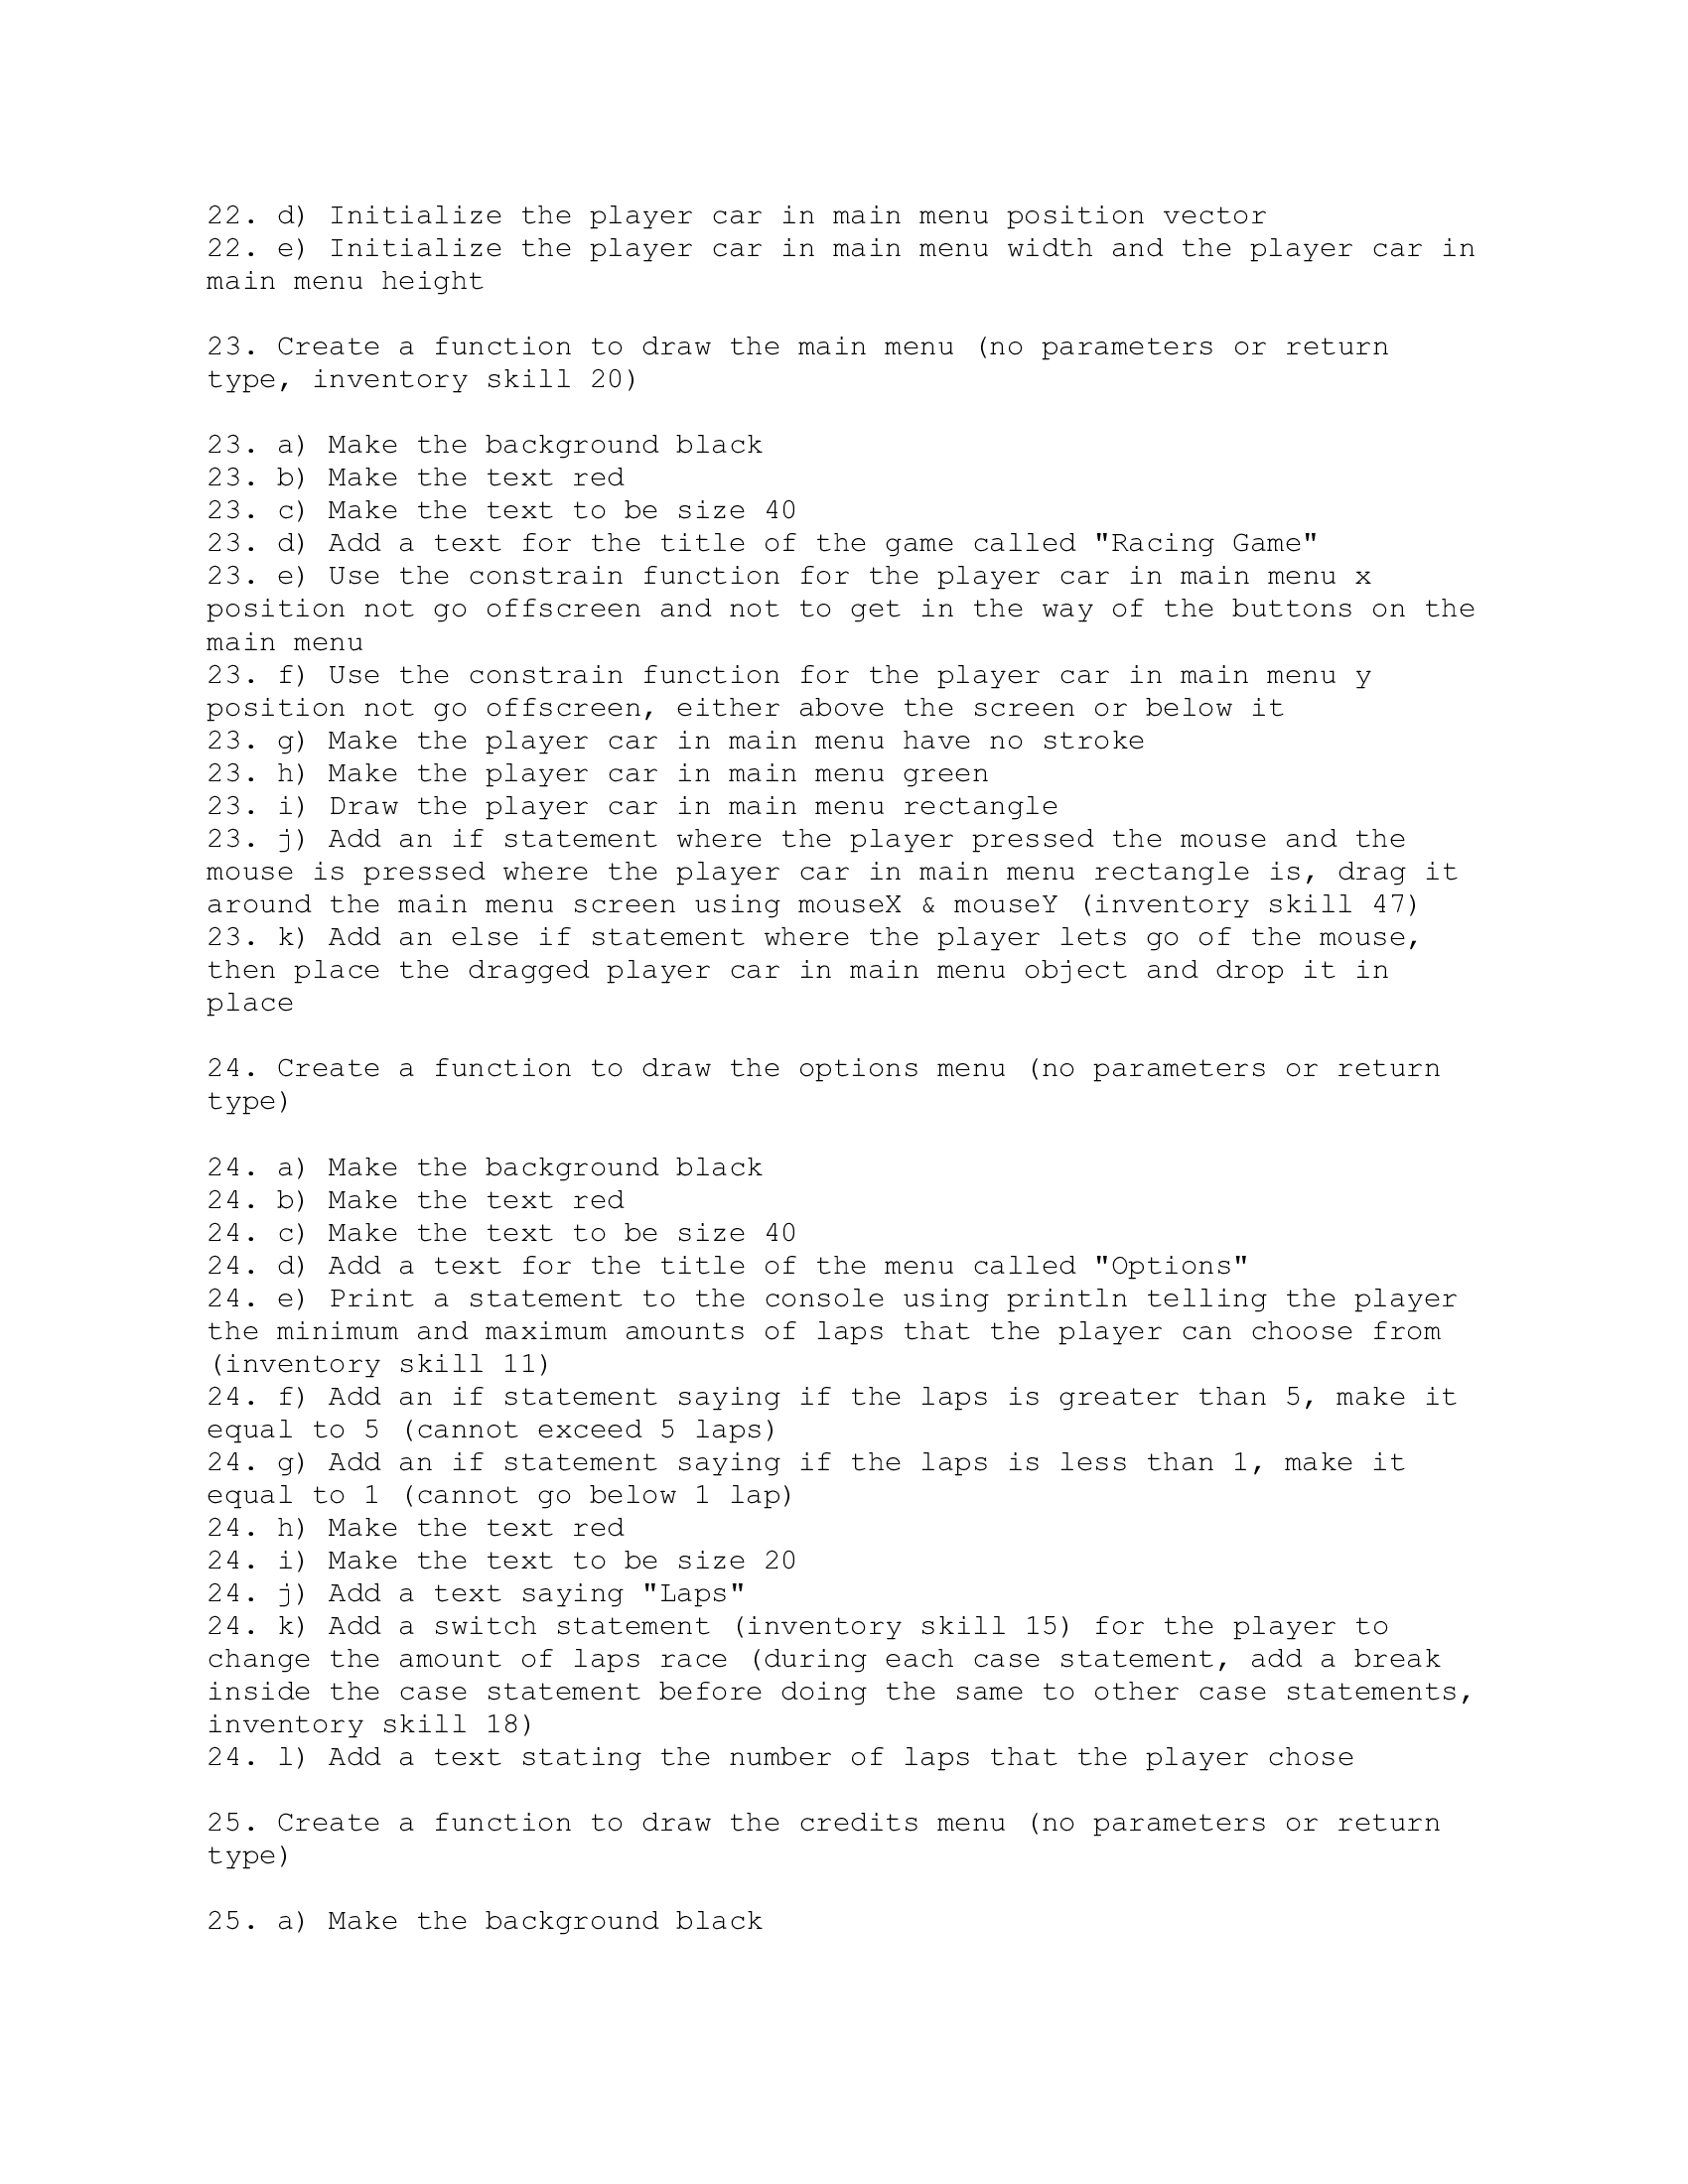 22. d) Initialize the player car in main menu position vector
22. e) Initialize the player car in main menu width and the player car in
main menu height
23. Create a function to draw the main menu (no parameters or return
type, inventory skill 20)
23. a) Make the background black
23. b) Make the text red
23. c) Make the text to be size 40
23. d) Add a text for the title of the game called "Racing Game"
23. e) Use the constrain function for the player car in main menu x
position not go offscreen and not to get in the way of the buttons on the
main menu
23. f) Use the constrain function for the player car in main menu y
position not go offscreen, either above the screen or below it
23. g) Make the player car in main menu have no stroke
23. h) Make the player car in main menu green
23. i) Draw the player car in main menu rectangle
23. j) Add an if statement where the player pressed the mouse and the
mouse is pressed where the player car in main menu rectangle is, drag it
around the main menu screen using mouseX & mouseY (inventory skill 47)
23. k) Add an else if statement where the player lets go of the mouse,
then place the dragged player car in main menu object and drop it in
place
24. Create a function to draw the options menu (no parameters or return
type)
24. a) Make the background black
24. b) Make the text red
24. c) Make the text to be size 40
24. d) Add a text for the title of the menu called "Options"
24. e) Print a statement to the console using println telling the player
the minimum and maximum amounts of laps that the player can choose from
(inventory skill 11)
24. f) Add an if statement saying if the laps is greater than 5, make it
equal to 5 (cannot exceed 5 laps)
24. g) Add an if statement saying if the laps is less than 1, make it
equal to 1 (cannot go below 1 lap)
24. h) Make the text red
24. i) Make the text to be size 20
24. j) Add a text saying "Laps"
24. k) Add a switch statement (inventory skill 15) for the player to
change the amount of laps race (during each case statement, add a break
inside the case statement before doing the same to other case statements,
inventory skill 18)
24. l) Add a text stating the number of laps that the player chose
25. Create a function to draw the credits menu (no parameters or return
type)
25. a) Make the background black